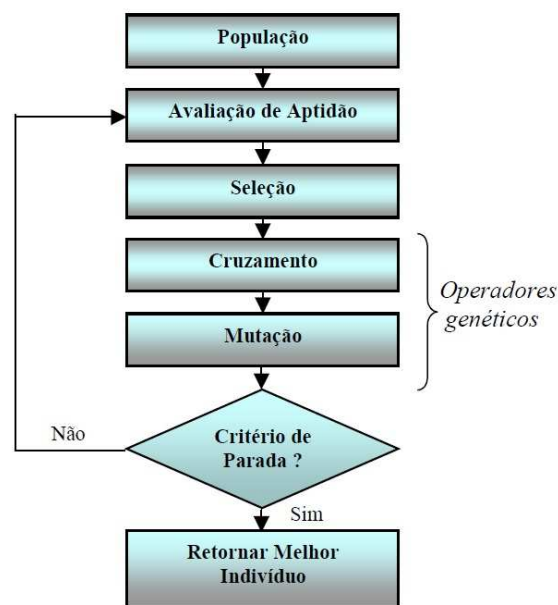 População
Avaliação de Aptidão
Seleção
Cruzamento
Operadores
genéticos
Mutação
Critério de
Parada ?
Não
Sim
Retornar Melhor
Indivíduo